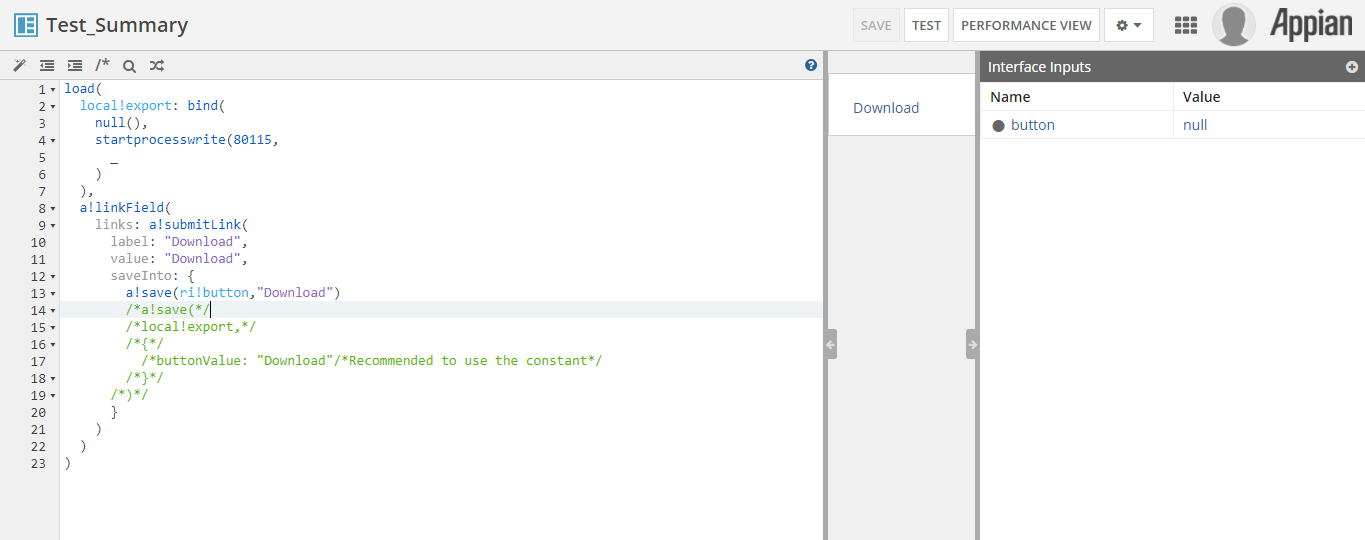 Test_Summary
SAVE
TEST
PERFORMANCE VIEW
Appian
/*
?
Interface Inputs
Name Value
button null
Download
1 load(
2 local!export: bind(
3 null(),
4 startprocesswrite(80115,
5 _
6 )
7 ),
8 a!linkField(
9 links: a!submitLink(
10 label: "Download",
11 value: "Download",
12 saveInto: {
13 a!save(ri!button,"Download")
14 /*a!save(*/
15 /*local!export,*/
16 /*{*/
17 /*buttonValue: "Download"/*Recommended to use the constant*/
18 /*}*/
19 /*)*/
20 }
21 )
22 )
23 )